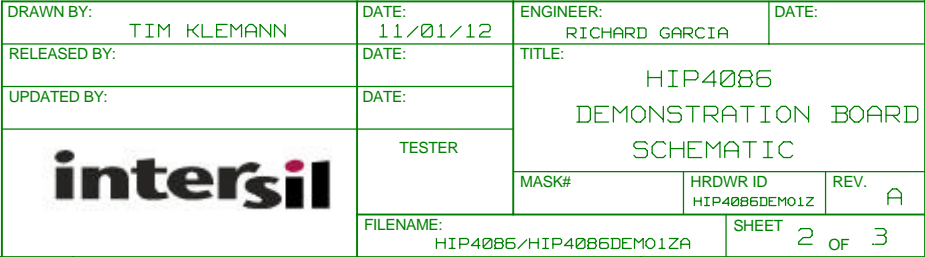 DRAWN BY:
TIM KLEMANN
DATE:
11/01/12
ENGINEER:
RICHARD GARCIA
DATE:
RELEASED BY:
DATE:
TITLE:
HIP4086
DEMONSTRATION BOARD
SCHEMATIC
UPDATED BY:
DATE:
TESTER
intersil
MASK#
HRDWR ID
HIP4086DEMO1Z
REV.
A
FILENAME:
HIP4086/HIP4086DEMO1ZA
SHEET
2 OF 3